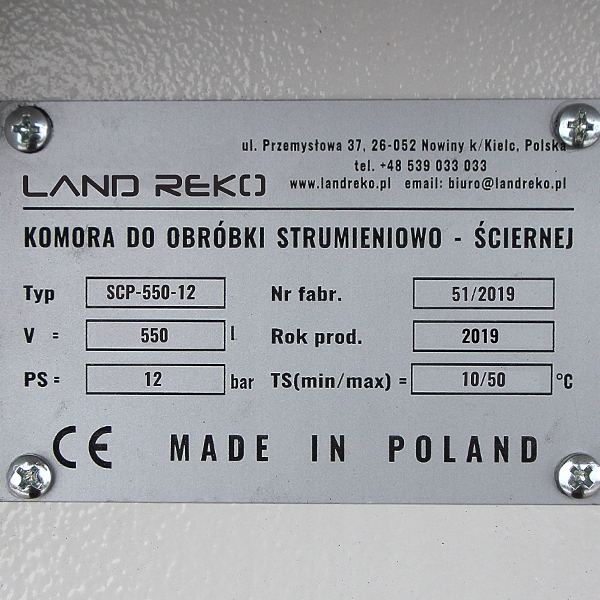 ul. Przemysłowa 37, 26-052 Nowiny k/Kielc, Polska
tel. +48 539 033 033
LAND REKO www.landreko.pl email: biuro@landreko.pl
KOMORA DO OBRÓBKI STRUMIENIOWO - ŚCIERNEJ
Typ SCP-550-12 Nr fabr. 51/2019
V = 550 l Rok prod. 2019
PS = 12 bar TS(min/max) = 10/50 °C
CE MADE IN POLAND